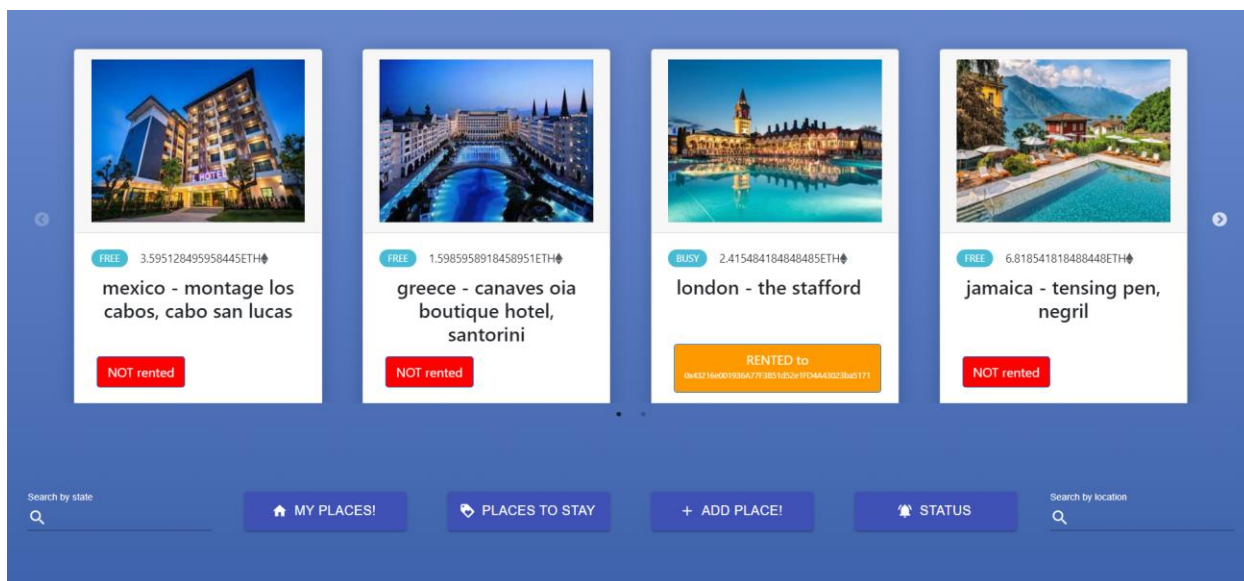 HOTEL
FREE 3.595128495958445ETH
mexico - montage los
cabos, cabo san lucas
NOT rented
FREE 1.5985958918458951ETH
greece - canaves oia
boutique hotel,
santorini
NOT rented
BUSY 2.415484184848485ETH
london - the stafford
RENTED to
FREE 6.818541818488448ETH
jamaica - tensing pen,
negril
NOT rented
Search by state
MY PLACES!
PLACES TO STAY
+ ADD PLACE!
STATUS
Search by location